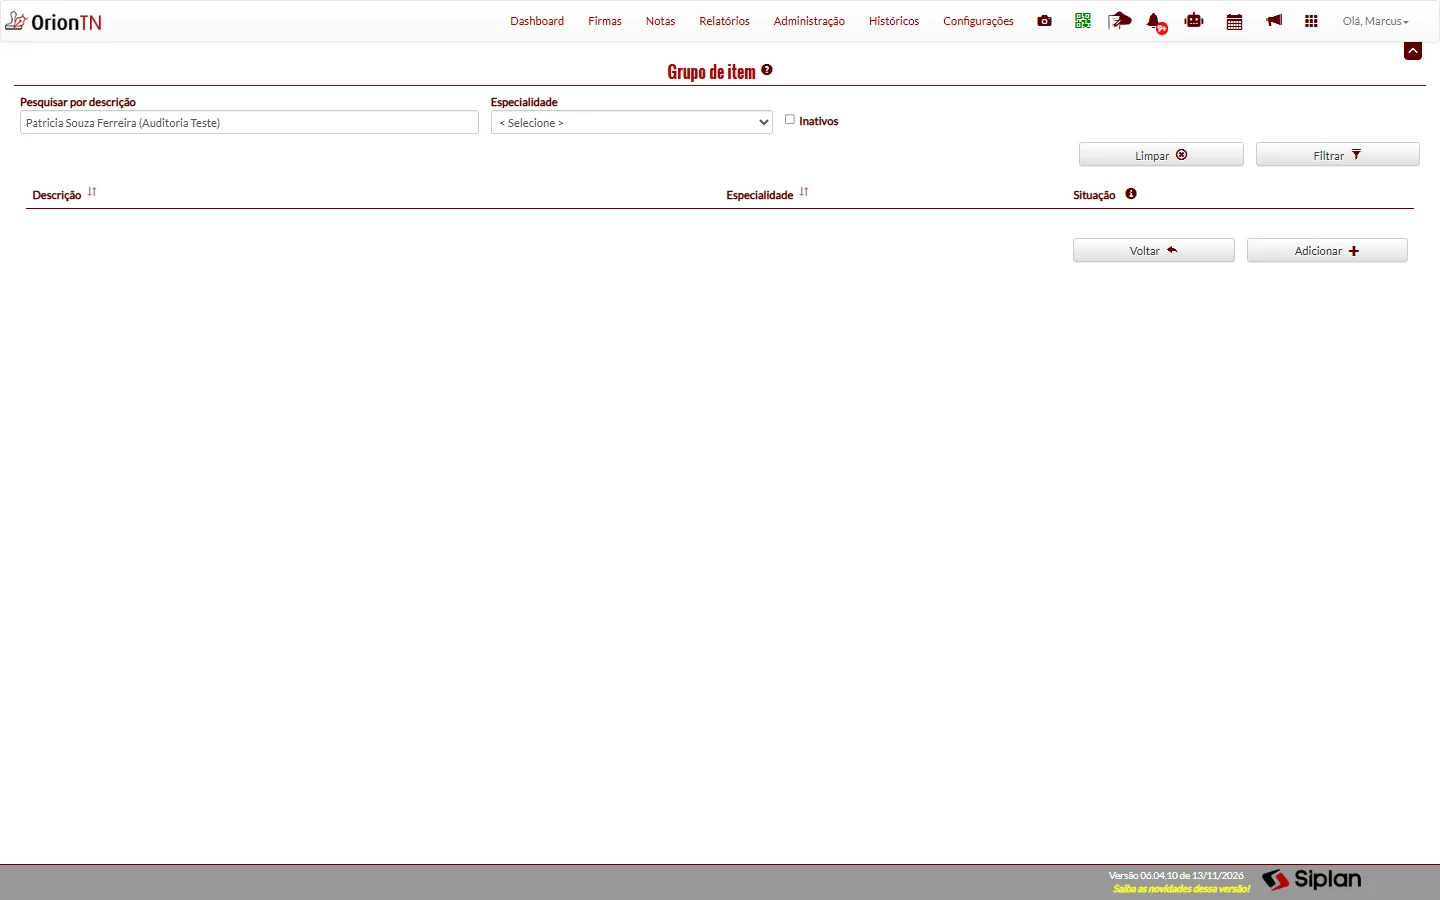 OrionTN
Dashboard Firmas Notas Relatórios Administração Históricos Configurações 9+ Olá, Marcus
Grupo de item
Pesquisar por descrição Especialidade
Patricia Souza Ferreira (Auditoria Teste) < Selecione > Inativos
Limpar Filtrar
Descrição Especialidade Situação
Voltar Adicionar
Versão 06.04.10 de 13/11/2026
Saiba as novidades dessa versão!
Siplan